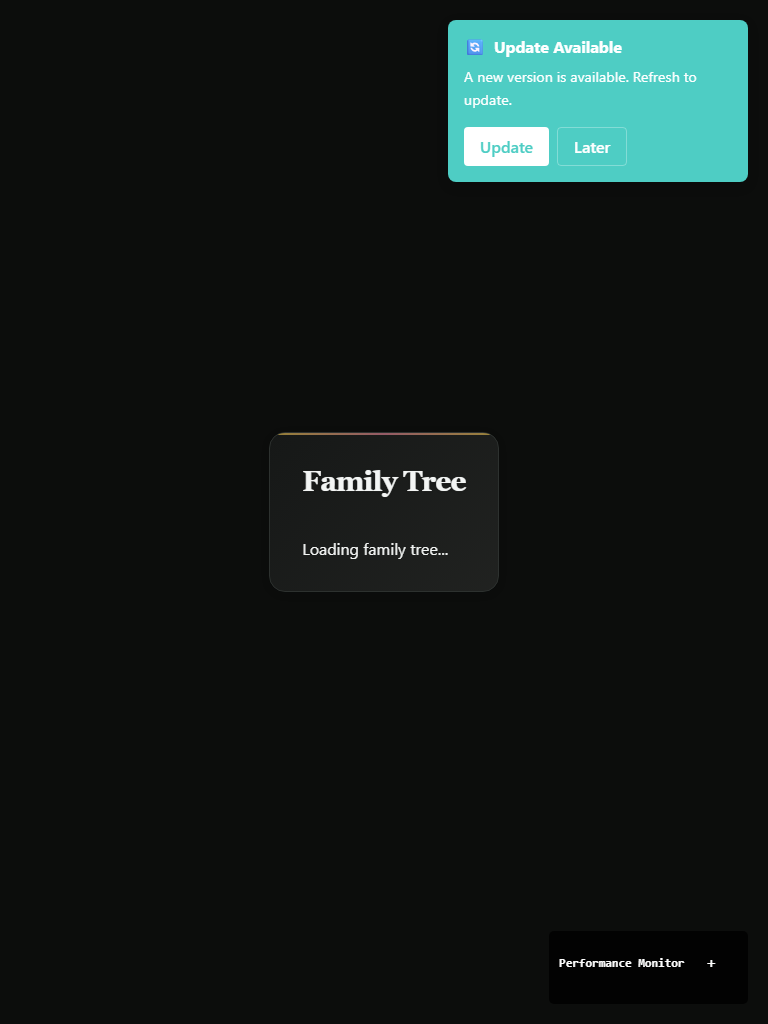 Update Available
A new version is available. Refresh to
update.
Update Later
Family Tree
Loading family tree...
Performance Monitor +